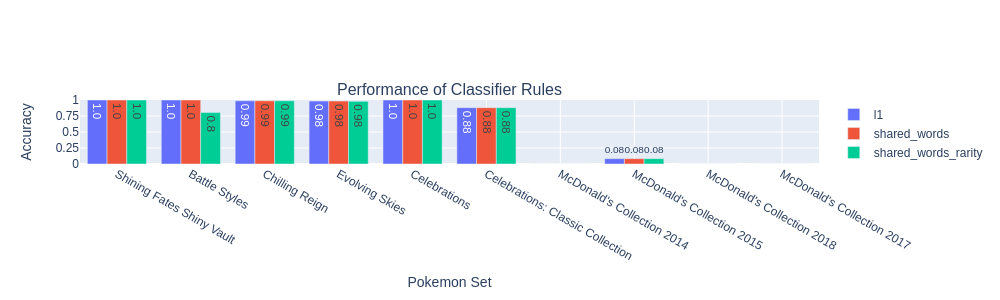 Performance of Classifier Rules
Accuracy
1
0.75
0.5
0.25
0
1.0
1.0
1.0
1.0
1.0
0.8
0.99
0.99
0.99
0.98
0.98
0.98
1.0
1.0
1.0
0.88
0.88
0.88
0.08
0.08
0.08
Shining Fates Shiny Vault
Battle Styles
Chilling Reign
Evolving Skies
Celebrations
Celebrations: Classic Collection
McDonald's Collection 2014
McDonald's Collection 2015
McDonald's Collection 2018
McDonald's Collection 2017
Pokemon Set
l1
shared_words
shared_words_rarity